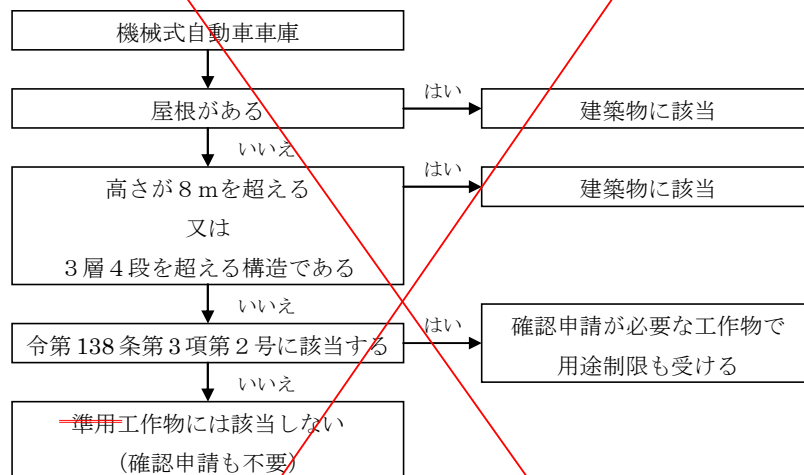 機械式自動車車庫
屋根がある
はい
建築物に該当
いいえ
高さが8mを超える
又は
3層4段を超える構造である
はい
建築物に該当
いいえ
令第138条第3項第2号に該当する
はい
確認申請が必要な工作物で
用途制限も受ける
いいえ
準用工作物には該当しない
(確認申請も不要)